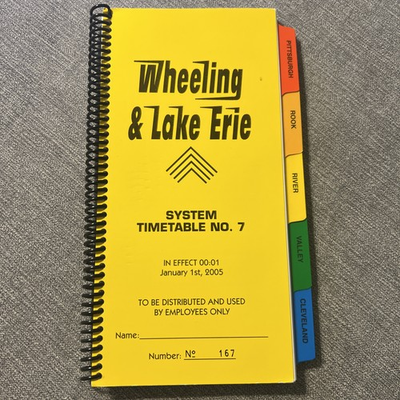 Wheeling
& Lake Erie
SYSTEM
TIMETABLE NO. 7
IN EFFECT 00:01
January 1st, 2005
TO BE DISTRIBUTED AND USED
BY EMPLOYEES ONLY
Name:
Number: Nº 167
PITTSBURGH
ROOK
RIVER
VALLEY
CLEVELAND